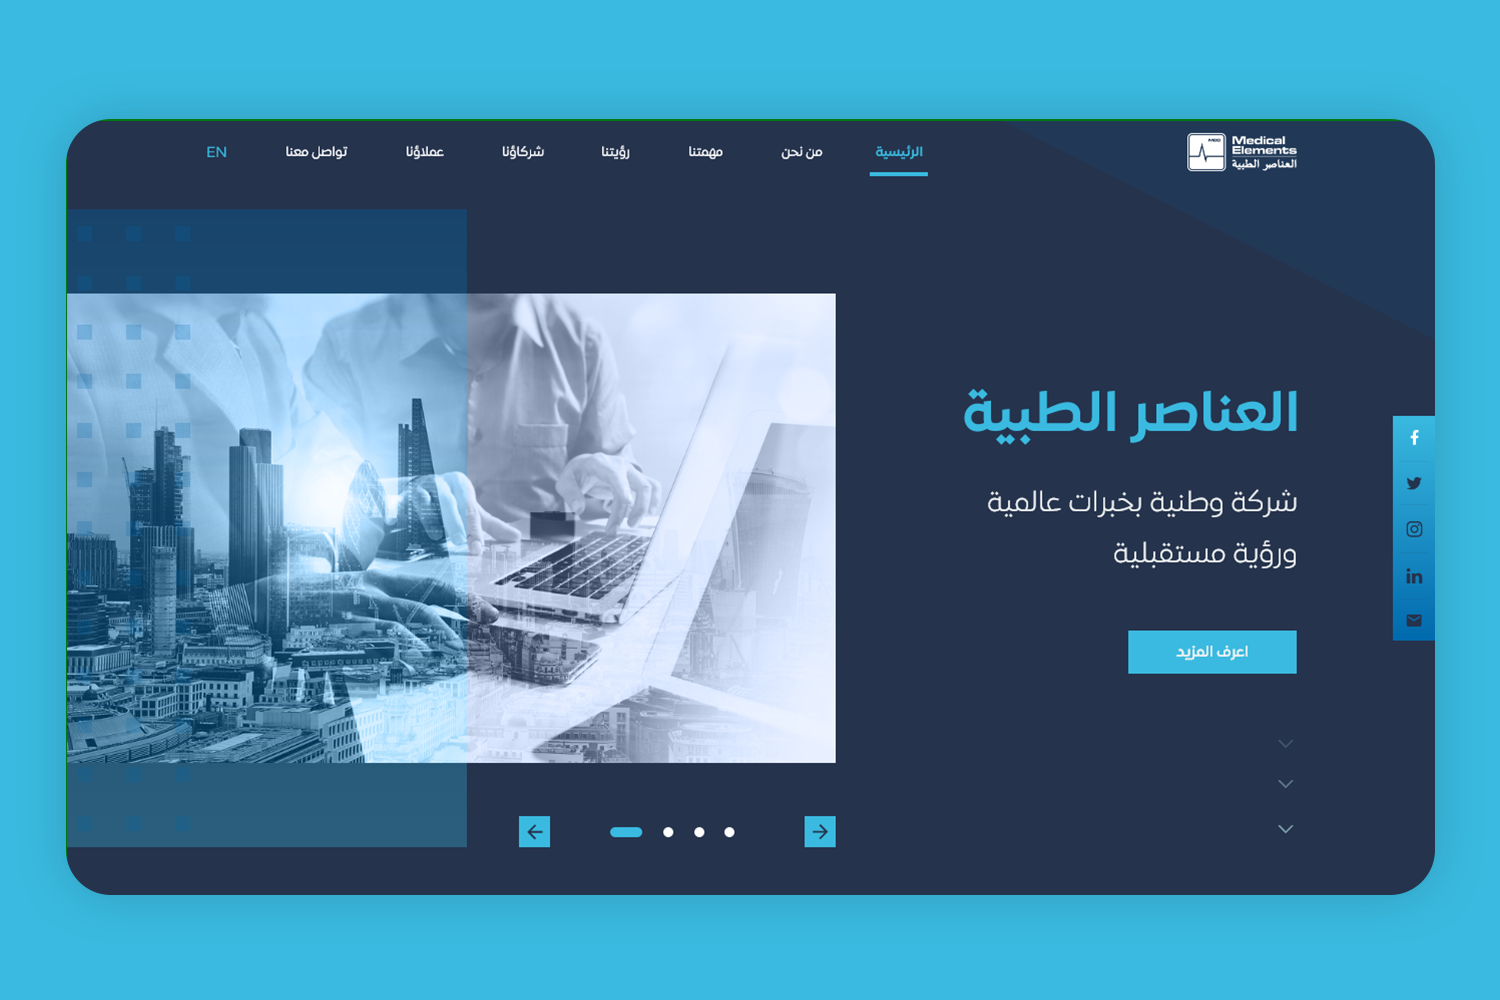 Medical
Elements
العناصر الطبية
الرئيسية
من نحن
مهمتنا
رؤيتنا
شركاؤنا
عملاؤنا
تواصل معنا
EN
العناصر الطبية
شركة وطنية بخبرات عالمية
ورؤية مستقبلية
اعرف المزيد